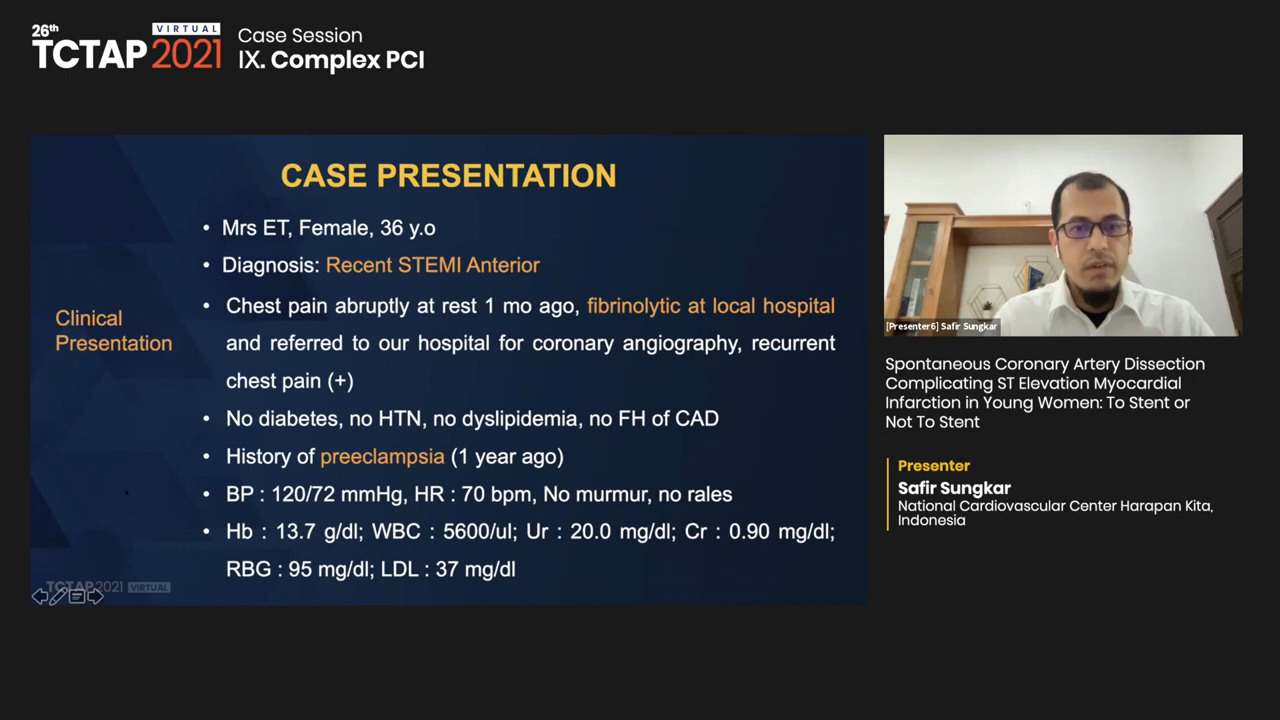 26th
VIRTUAL
TCTAP 2021
Case Session
IX. Complex PCI
CASE PRESENTATION
Clinical
Presentation
• Mrs ET, Female, 36 y.o
• Diagnosis: Recent STEMI Anterior
• Chest pain abruptly at rest 1 mo ago, fibrinolytic at local hospital
and referred to our hospital for coronary angiography, recurrent
chest pain (+)
• No diabetes, no HTN, no dyslipidemia, no FH of CAD
• History of preeclampsia (1 year ago)
• BP : 120/72 mmHg, HR : 70 bpm, No murmur, no rales
• Hb : 13.7 g/dl; WBC : 5600/ul; Ur : 20.0 mg/dl; Cr : 0.90 mg/dl;
RBG : 95 mg/dl; LDL : 37 mg/dl
TCTAP 2021 VIRTUAL
[Presenter6] Safir Sungkar
Spontaneous Coronary Artery Dissection
Complicating ST Elevation Myocardial
Infarction in Young Women: To Stent or
Not To Stent
Presenter
Safir Sungkar
National Cardiovascular Center Harapan Kita,
Indonesia